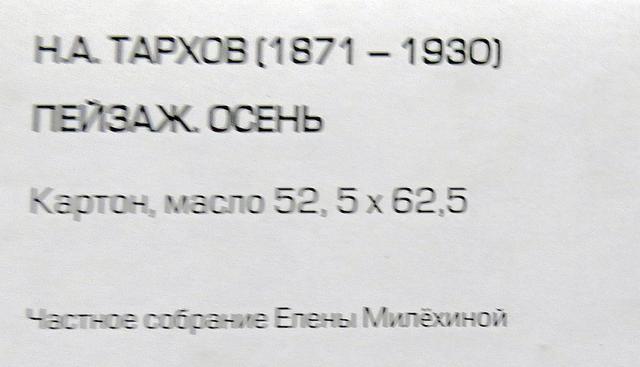 Н.А. ТАРХОВ (1871 – 1930)
ПЕЙЗАЖ. ОСЕНЬ
Картон, масло 52, 5 х 62,5
Частное собрание Елены Милёхиной